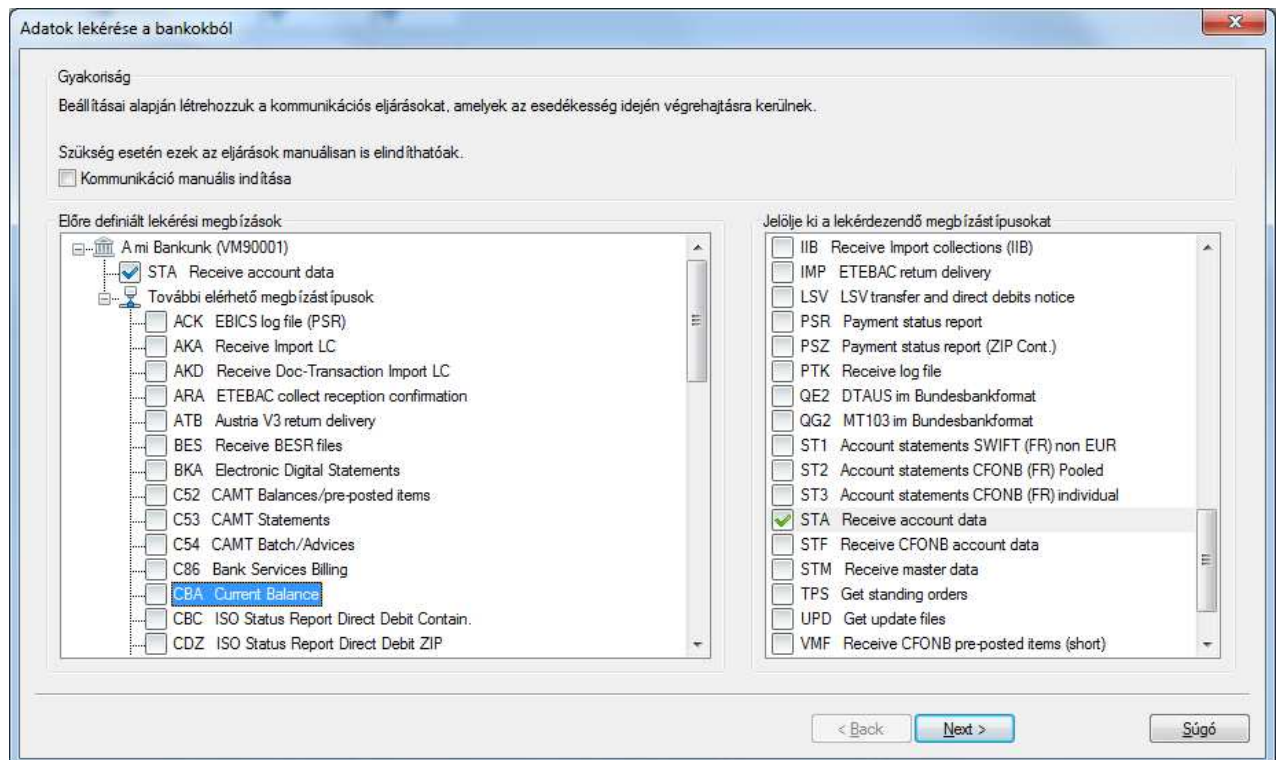 Adatok lekérése a bankokból
Gyakoriság
Beállításai alapján létrehozzuk a kommunikációs eljárásokat, amelyek az esedékesség idején végrehajtásra kerülnek.
Szükség esetén ezek az eljárások manuálisan is elindíthatóak.
Kommunikáció manuális indítása
Előre definiált lekérési megbízások
A mi Bankunk (VM90001)
STA Receive account data
További elérhető megbízástípusok
ACK EBICS log file (PSR)
AKA Receive Import LC
AKD Receive Doc-Transaction Import LC
ARA ETEBAC collect reception confirmation
ATB Austria V3 return delivery
BES Receive BESR files
BKA Electronic Digital Statements
C52 CAMT Balances/pre-posted items
C53 CAMT Statements
C54 CAMT Batch/Advices
C86 Bank Services Billing
CBA Current Balance
CBC ISO Status Report Direct Debit Contain.
CDZ ISO Status Report Direct Debit ZIP
Jelölje ki a lekérdezendő megbízástípusokat
IIB Receive Import collections (IIB)
IMP ETEBAC return delivery
LSV LSV transfer and direct debits notice
PSR Payment status report
PSZ Payment status report (ZIP Cont.)
PTK Receive log file
QE2 DTAUS im Bundesbankformat
QG2 MT103 im Bundesbankformat
ST1 Account statements SWIFT (FR) non EUR
ST2 Account statements CFONB (FR) Pooled
ST3 Account statements CFONB (FR) individual
STA Receive account data
STF Receive CFONB account data
STM Receive master data
TPS Get standing orders
UPD Get update files
VMF Receive CFONB pre-posted items (short)
< Back
Next >
Súgó